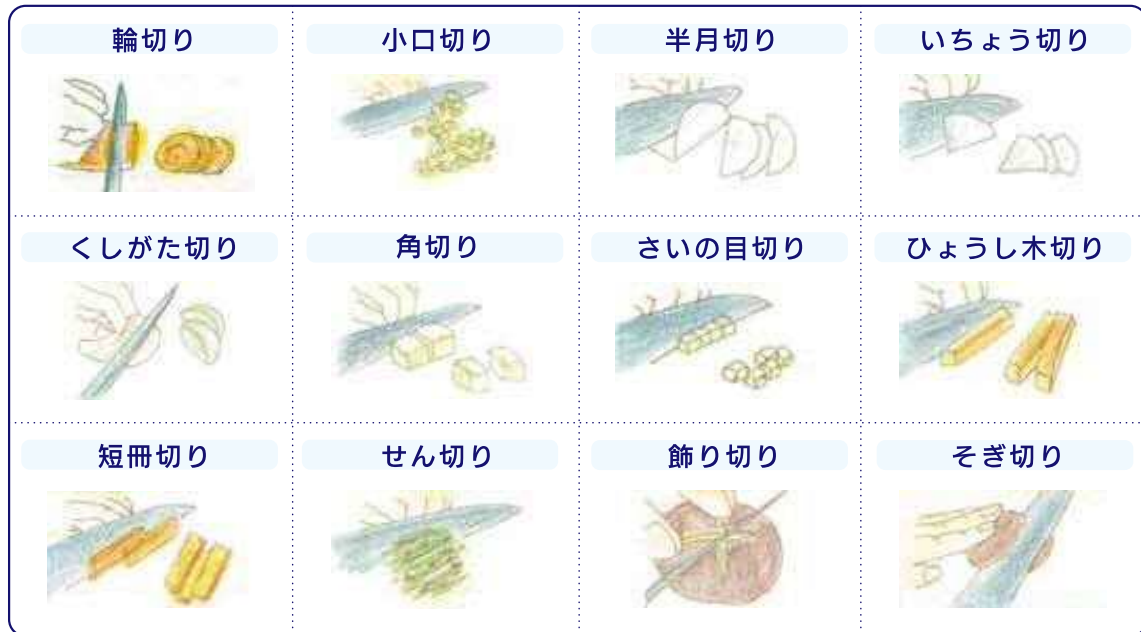 輪切り
小口切り
半月切り
いちょう切り
くしがた切り
角切り
さいの目切り
ひょうし木切り
短冊切り
せん切り
飾り切り
そぎ切り